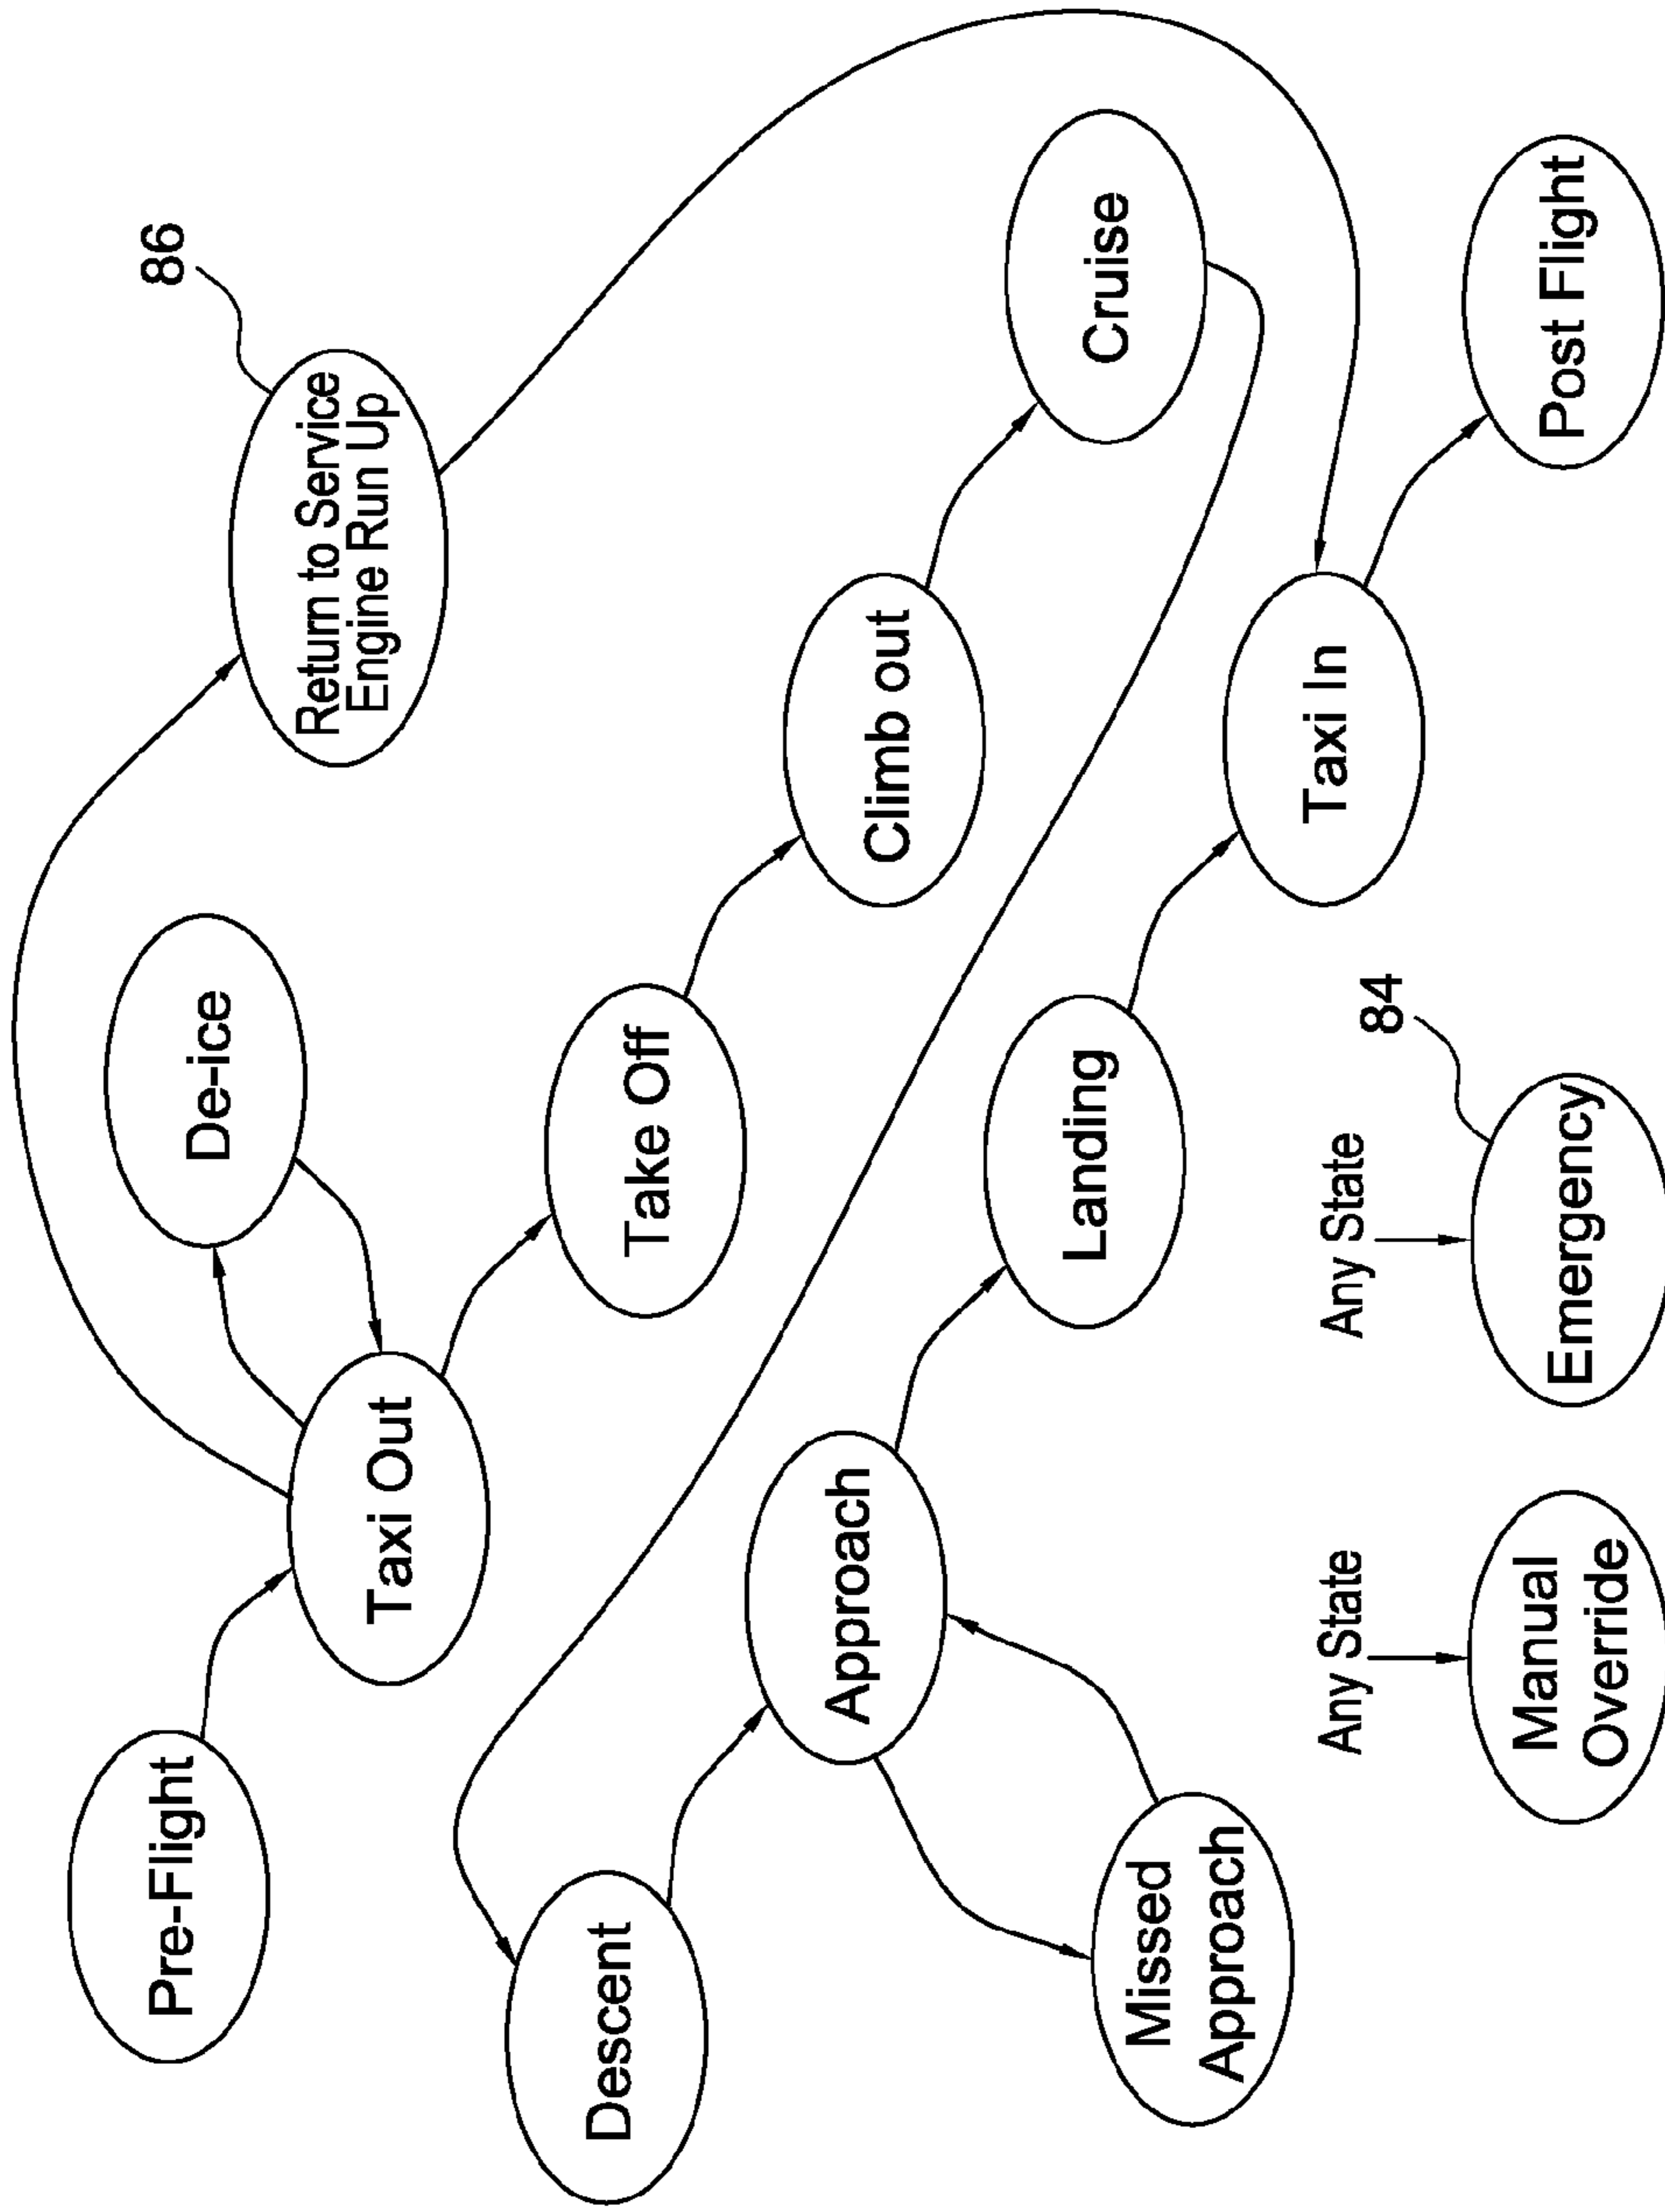 86
Return to Service
Engine Run Up
De-ice
Pre-Flight
Taxi Out
Take Off
Climb out
Cruise
Descent
Approach
Landing
Taxi In
Post Flight
Missed
Approach
Any State
Manual
Override
Any State
Emergency
84